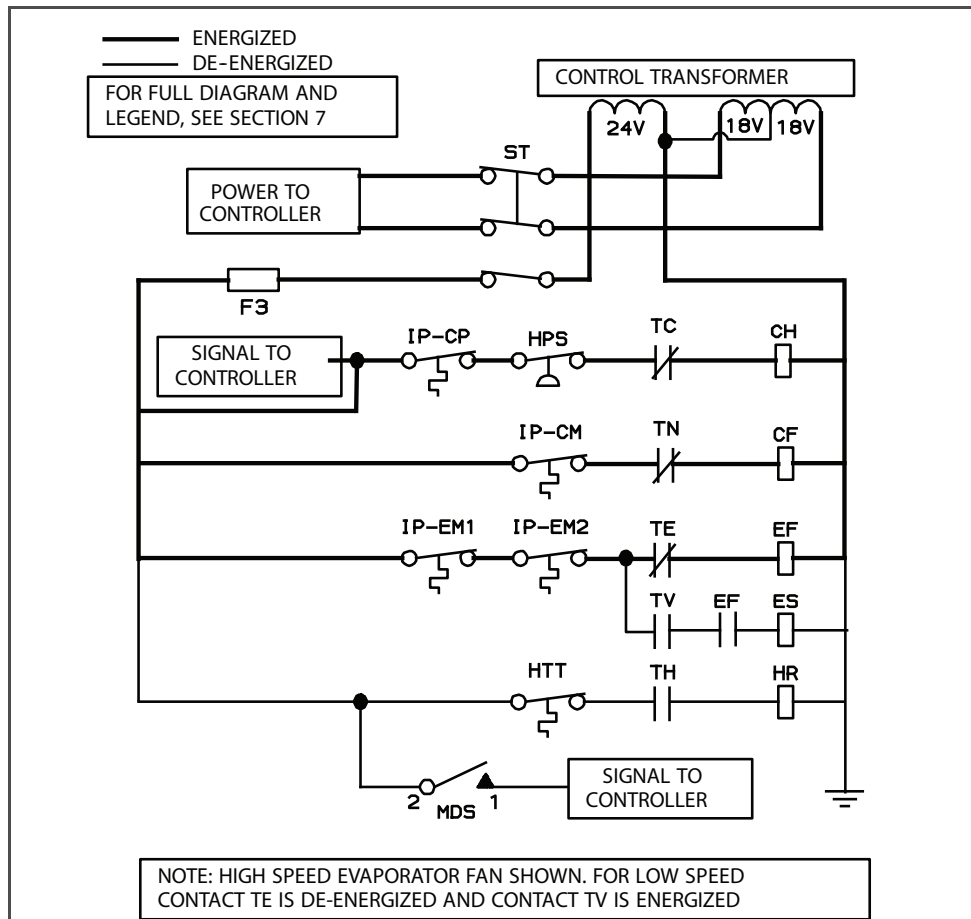 ENERGIZED
DE-ENERGIZED
FOR FULL DIAGRAM AND
LEGEND, SEE SECTION 7
CONTROL TRANSFORMER
24V
18V
18V
ST
POWER TO
CONTROLLER
F3
SIGNAL TO
CONTROLLER
IP-CP
HPS
TC
CH
IP-CM
TN
CF
IP-EM1
IP-EM2
TE
EF
TV
EF
ES
HTT
TH
HR
2
MDS
1
SIGNAL TO
CONTROLLER
NOTE: HIGH SPEED EVAPORATOR FAN SHOWN. FOR LOW SPEED
CONTACT TE IS DE-ENERGIZED AND CONTACT TV IS ENERGIZED